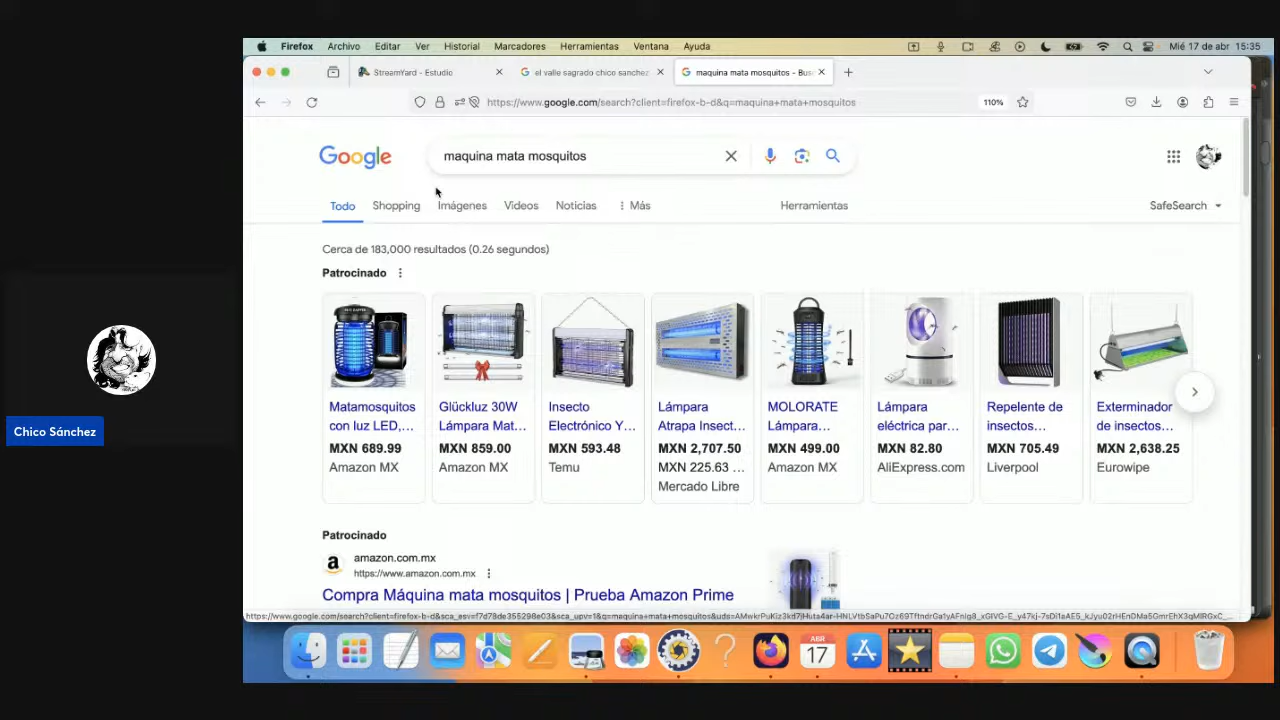 Firefox Archivo Editar Ver Historial Marcadores Herramientas Ventana Ayuda Mié 17 de abr 15:35
StreamYard - Estudio
el valle sagrado chico sanchez
maquina mata mosquitos - Bus
https://www.google.com/search?client=firefox-b-d&q=maquina+mata+mosquitos
110%
Google
maquina mata mosquitos
Todo Shopping Imágenes Videos Noticias Más Herramientas SafeSearch
Cerca de 183,000 resultados (0.26 segundos)
Patrocinado
Matamosquitos
con luz LED,...
MXN 689.99
Amazon MX
Glückluz 30W
Lámpara Mat...
MXN 859.00
Amazon MX
Insecto
Electrónico Y...
MXN 593.48
Temu
Lámpara
Atrapa Insect...
MXN 2,707.50
MXN 225.63 ...
Mercado Libre
MOLORATE
Lámpara...
MXN 499.00
Amazon MX
Lámpara
eléctrica par...
MXN 82.80
AliExpress.com
Repelente de
insectos...
MXN 705.49
Liverpool
Exterminador
de insectos...
MXN 2,638.25
Eurowipe
Chico Sánchez
Patrocinado
a
amazon.com.mx
https://www.amazon.com.mx
Compra Máquina mata mosquitos | Prueba Amazon Prime
ABR
17